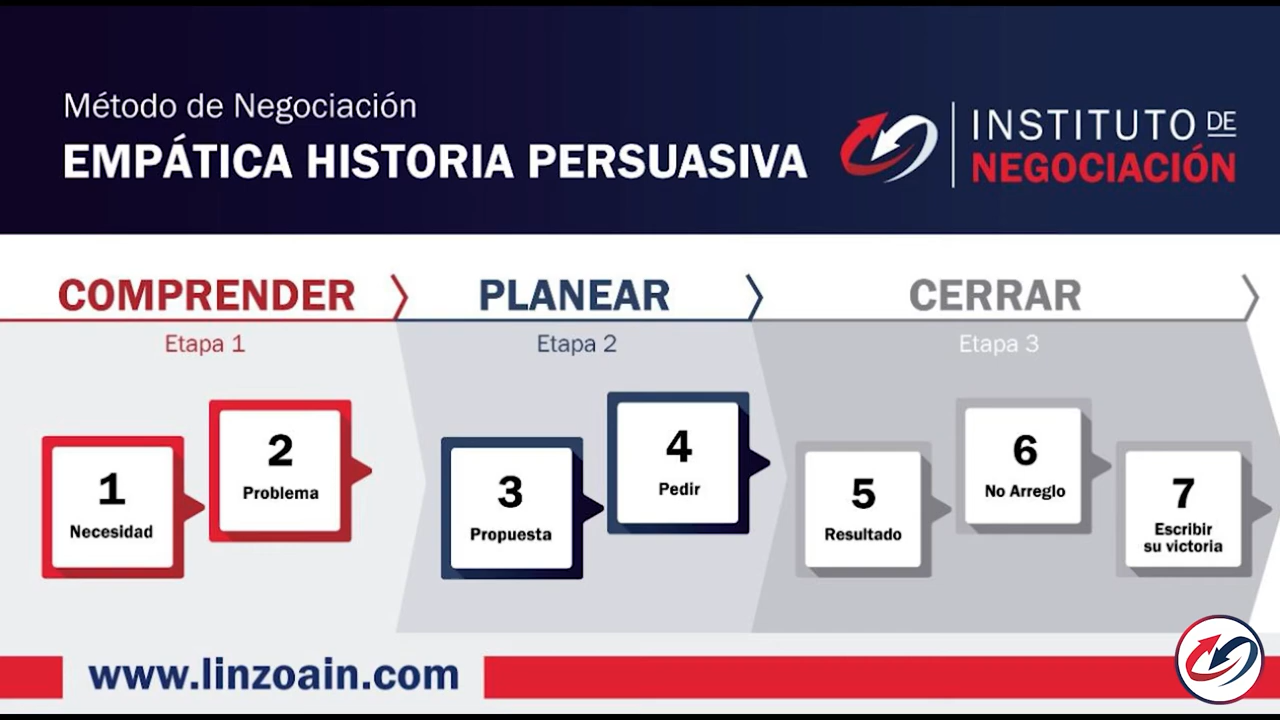 Método de Negociación
EMPÁTICA HISTORIA PERSUASIVA
INSTITUTO DE
NEGOCIACIÓN
COMPRENDER
Etapa 1
PLANEAR
Etapa 2
CERRAR
Etapa 3
1
Necesidad
2
Problema
3
Propuesta
4
Pedir
5
Resultado
6
No Arreglo
7
Escribir
su victoria
www.linzoain.com